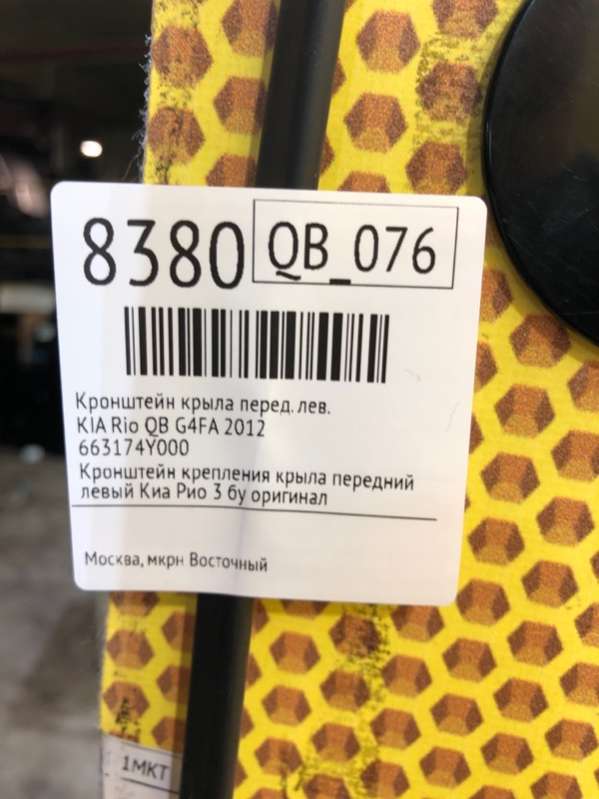 8380 QB_076
Кронштейн крыла перед. лев.
KIA Rio QB G4FA 2012
663174Y000
Кронштейн крепления крыла передний
левый Киа Рио 3 бу оригинал
Москва, мкрн Восточный
1МКТ